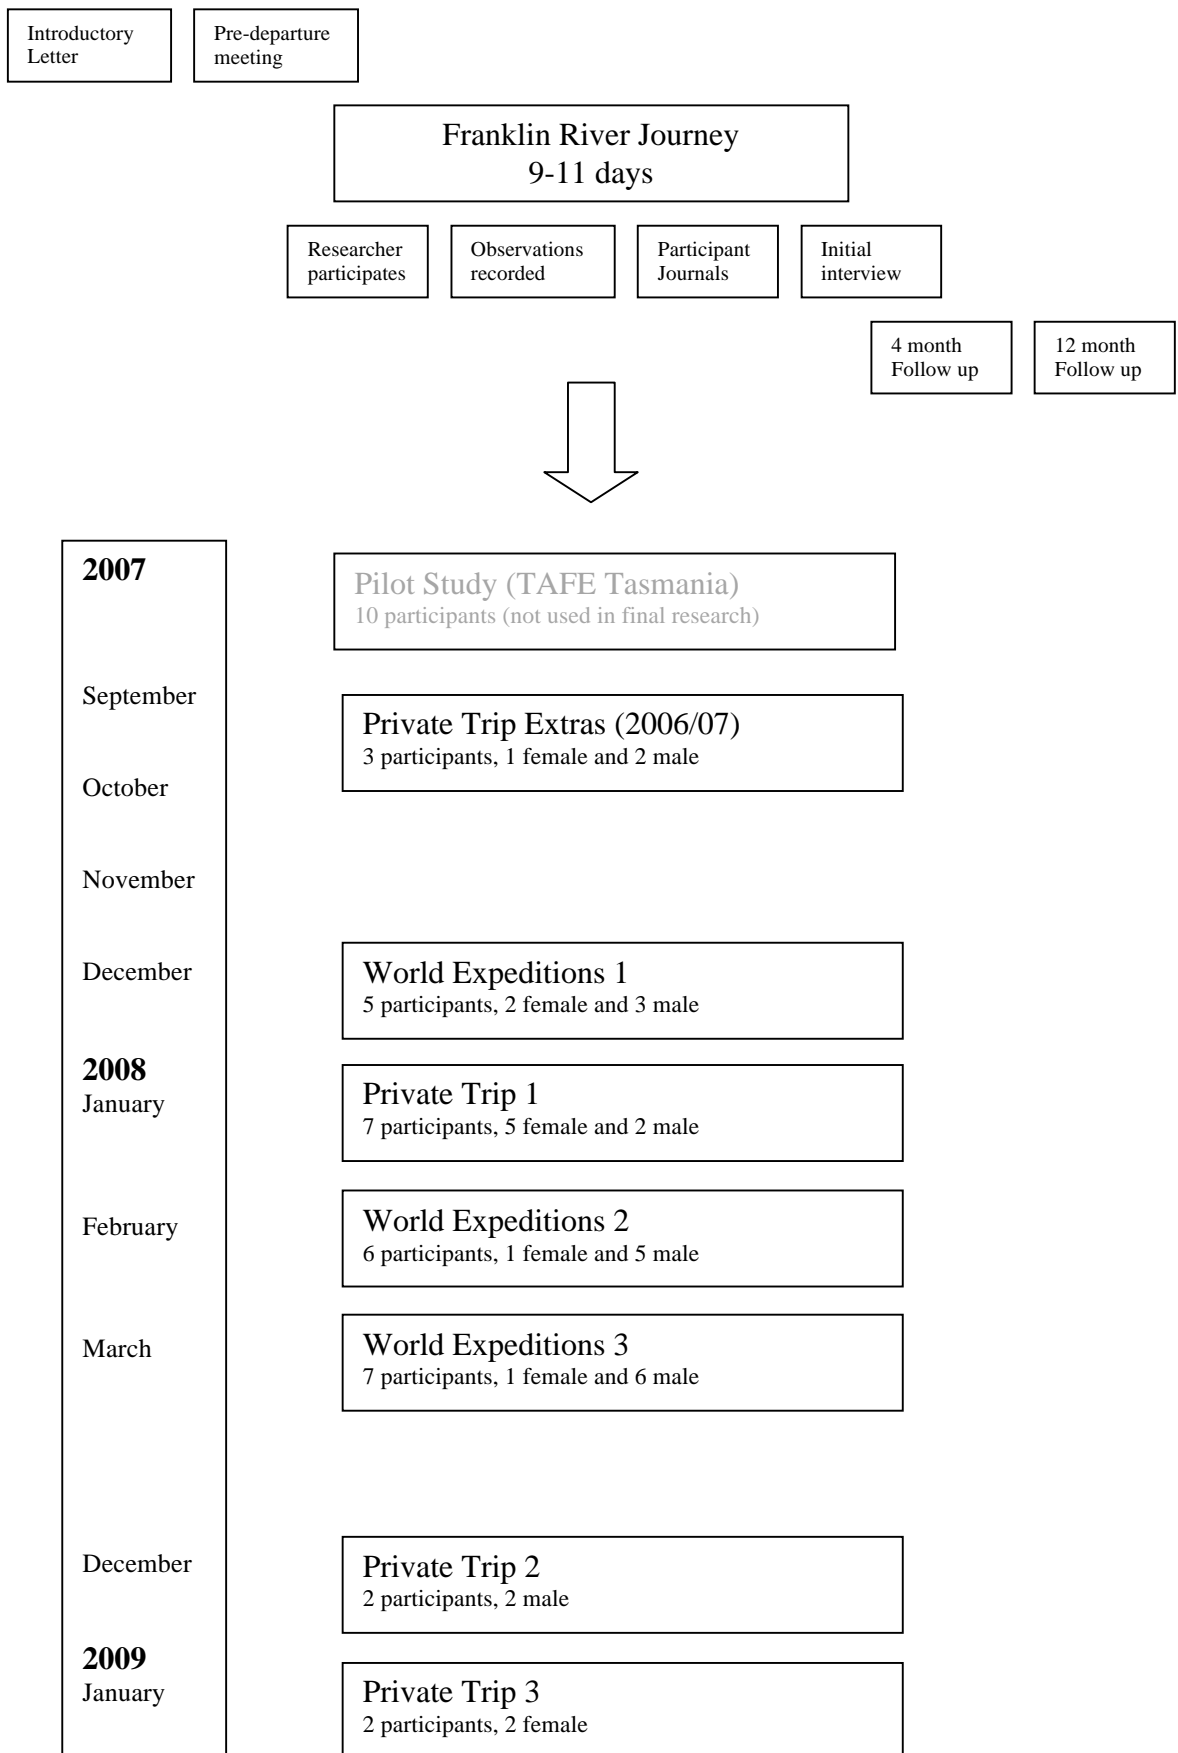 Introductory
Letter
Pre-departure
meeting
Franklin River Journey
9-11 days
Researcher
participates
Observations
recorded
Participant
Journals
Initial
interview
4 month
Follow up
12 month
Follow up
2007
Pilot Study (TAFE Tasmania)
10 participants (not used in final research)
September
Private Trip Extras (2006/07)
3 participants, 1 female and 2 male
October
November
December
World Expeditions 1
5 participants, 2 female and 3 male
2008
January
Private Trip 1
7 participants, 5 female and 2 male
February
World Expeditions 2
6 participants, 1 female and 5 male
March
World Expeditions 3
7 participants, 1 female and 6 male
December
Private Trip 2
2 participants, 2 male
2009
January
Private Trip 3
2 participants, 2 female